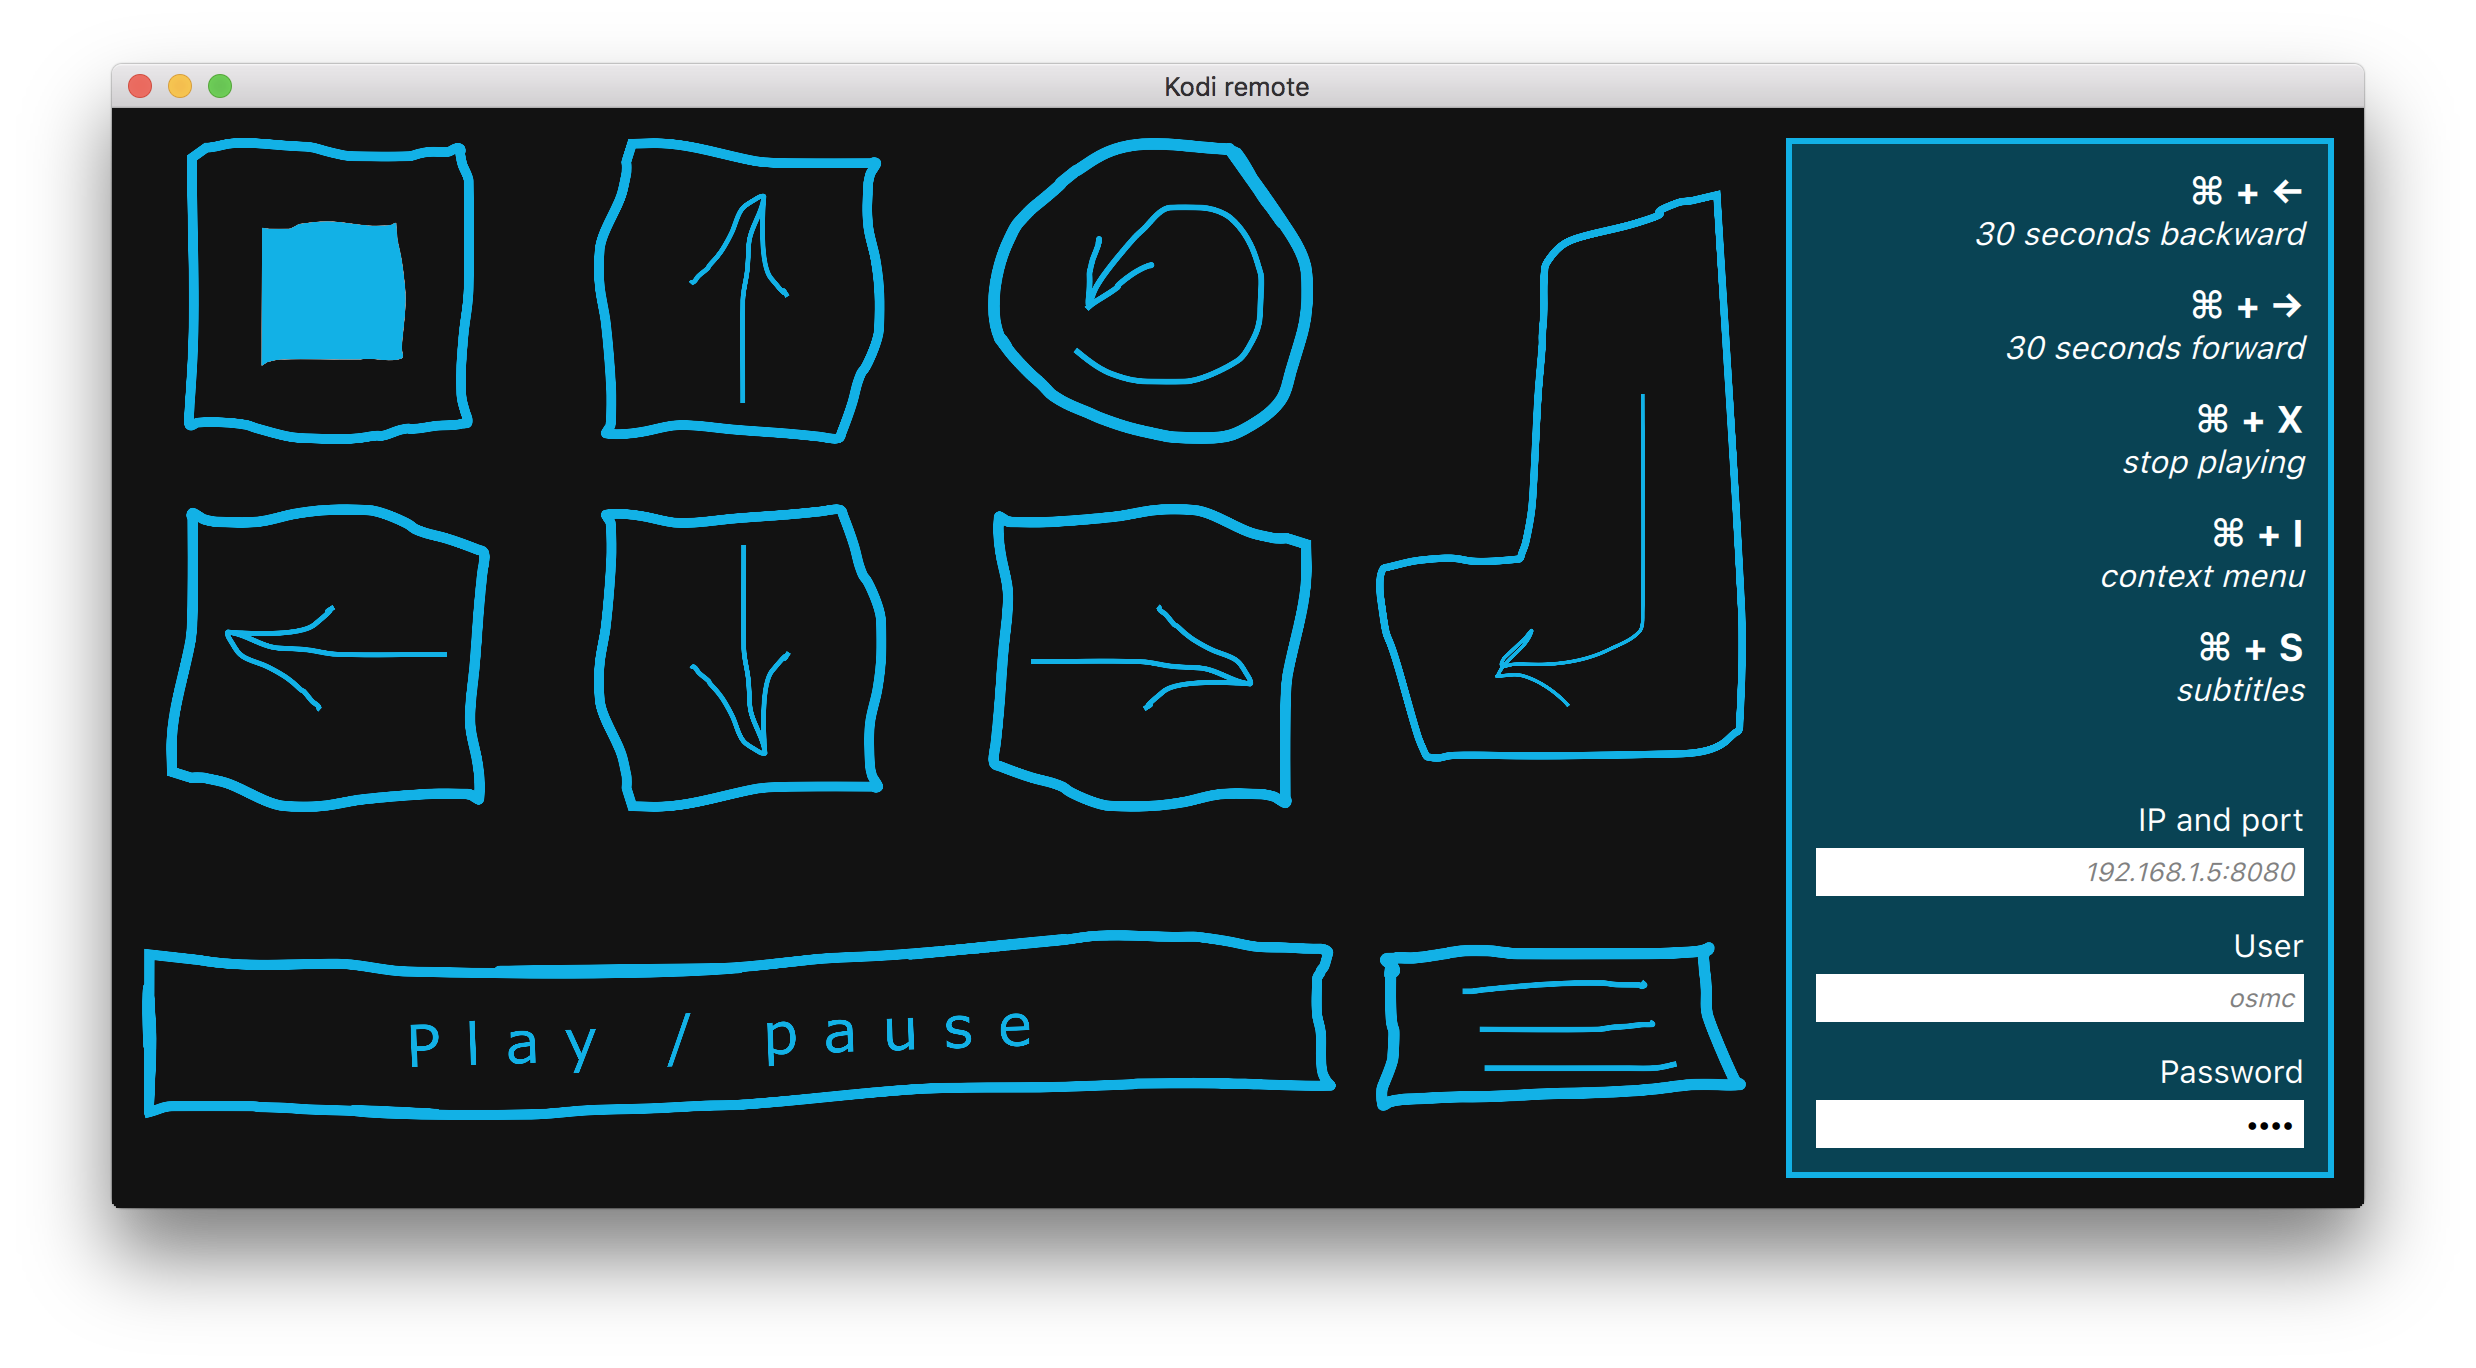 Kodi remote
⌘ + ←
30 seconds backward
⌘ + →
30 seconds forward
⌘ + X
stop playing
⌘ + I
context menu
⌘ + S
subtitles
IP and port
192.168.1.5:8080
User
osmc
Password
••••
Play / pause